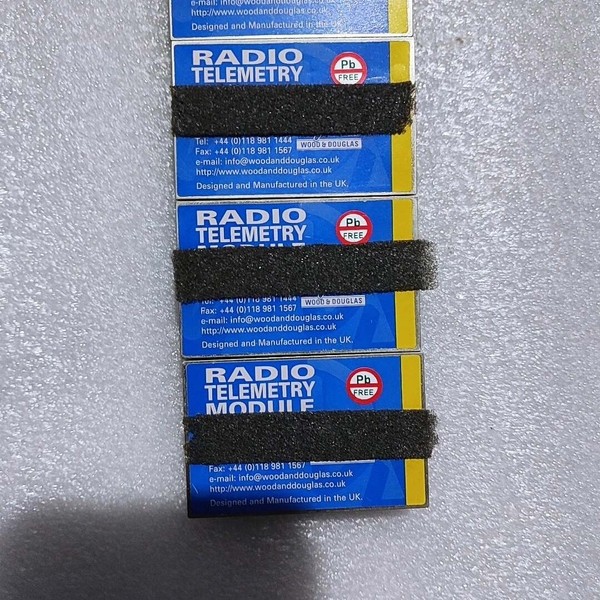 e-mail: info@woodanddouglas.co.uk
http://www.woodanddouglas.co.uk
Designed and Manufactured in the UK.
RADIO
TELEMETRY
Pb
FREE
Tel: +44 (0)118 981 1444
WOOD & DOUGLAS
Fax: +44 (0)118 981 1567
e-mail: info@woodanddouglas.co.uk
http://www.woodanddouglas.co.uk
Designed and Manufactured in the UK.
RADIO
TELEMETRY
MODULE
Pb
FREE
Tel: +44 (0)118 981 1444
WOOD & DOUGLAS
Fax: +44 (0)118 981 1567
e-mail: info@woodanddouglas.co.uk
http://www.woodanddouglas.co.uk
Designed and Manufactured in the UK.
RADIO
TELEMETRY
MODULE
Pb
FREE
Fax: +44 (0)118 981 1567
e-mail: info@woodanddouglas.co.uk
http://www.woodanddouglas.co.uk
Designed and Manufactured in the UK.